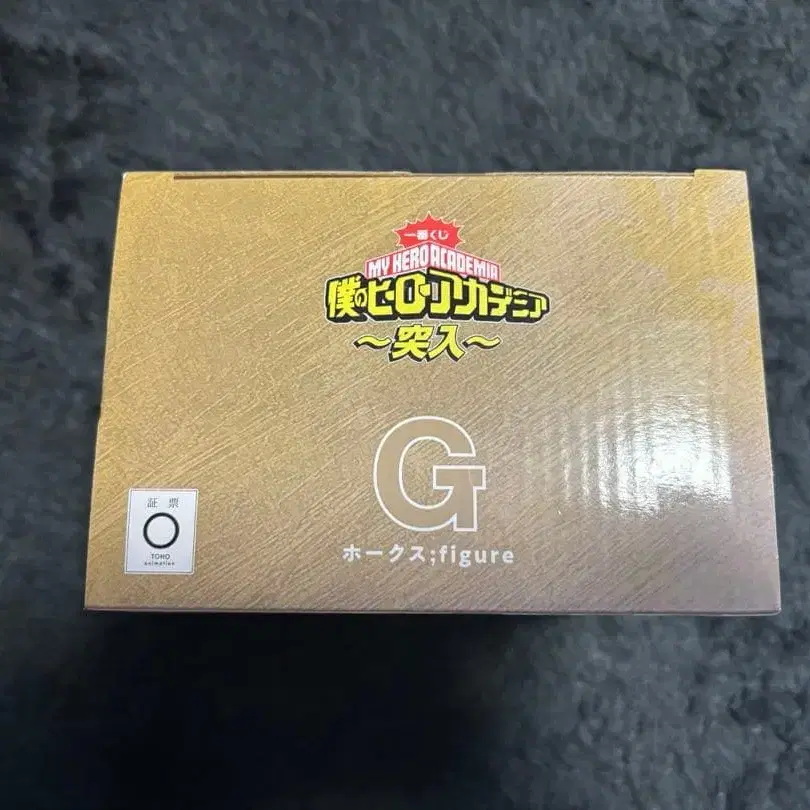 一番くじ
MY HERO ACADEMIA
僕のヒーローアカデミア
～突入～
G
ホークス;figure
証 票
TOHO
animation